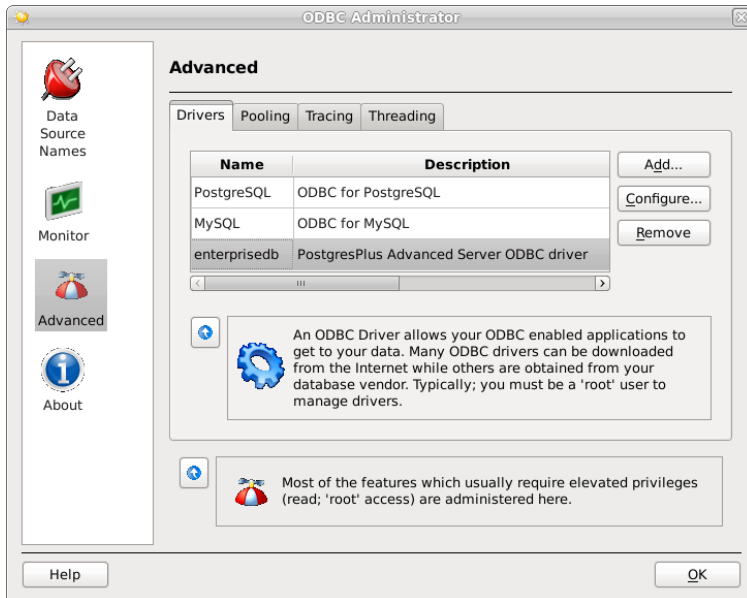 ODBC Administrator
Data
Source
Names
Monitor
Advanced
About
Advanced
Drivers Pooling Tracing Threading
Name Description
PostgreSQL ODBC for PostgreSQL
MySQL ODBC for MySQL
enterprisedb PostgresPlus Advanced Server ODBC driver
Add...
Configure...
Remove
An ODBC Driver allows your ODBC enabled applications to
get to your data. Many ODBC drivers can be downloaded
from the Internet while others are obtained from your
database vendor. Typically; you must be a 'root' user to
manage drivers.
Most of the features which usually require elevated privileges
(read; 'root' access) are administered here.
Help
OK